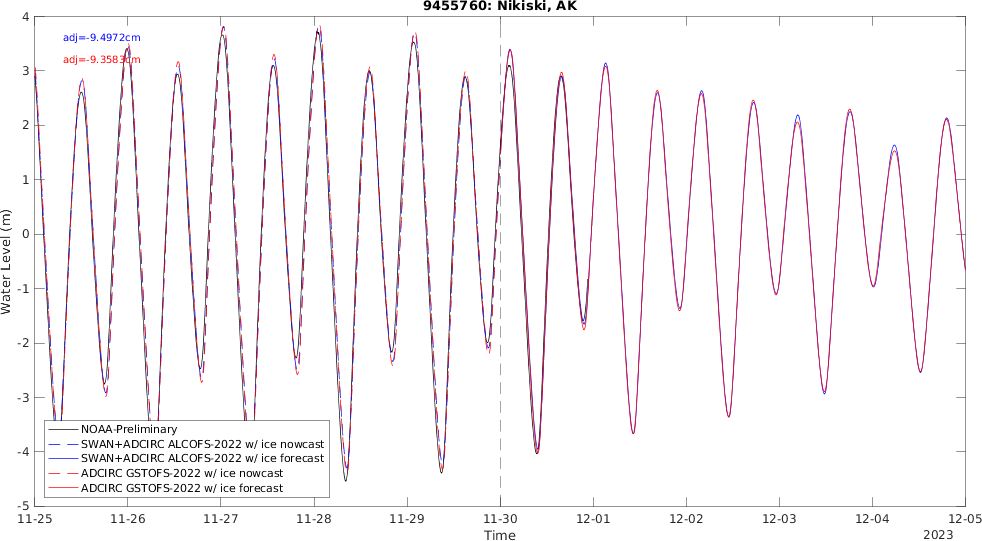 9455760: Nikiski, AK
adj=-9.4972cm
adj=-9.3583cm
Water Level (m)
4
3
2
1
0
-1
-2
-3
-4
-5
NOAA-Preliminary
SWAN+ADCIRC ALCOFS-2022 w/ ice nowcast
SWAN+ADCIRC ALCOFS-2022 w/ ice forecast
ADCIRC GSTOFS-2022 w/ ice nowcast
ADCIRC GSTOFS-2022 w/ ice forecast
11-25 11-26 11-27 11-28 11-29 11-30 12-01 12-02 12-03 12-04 12-05
Time
2023